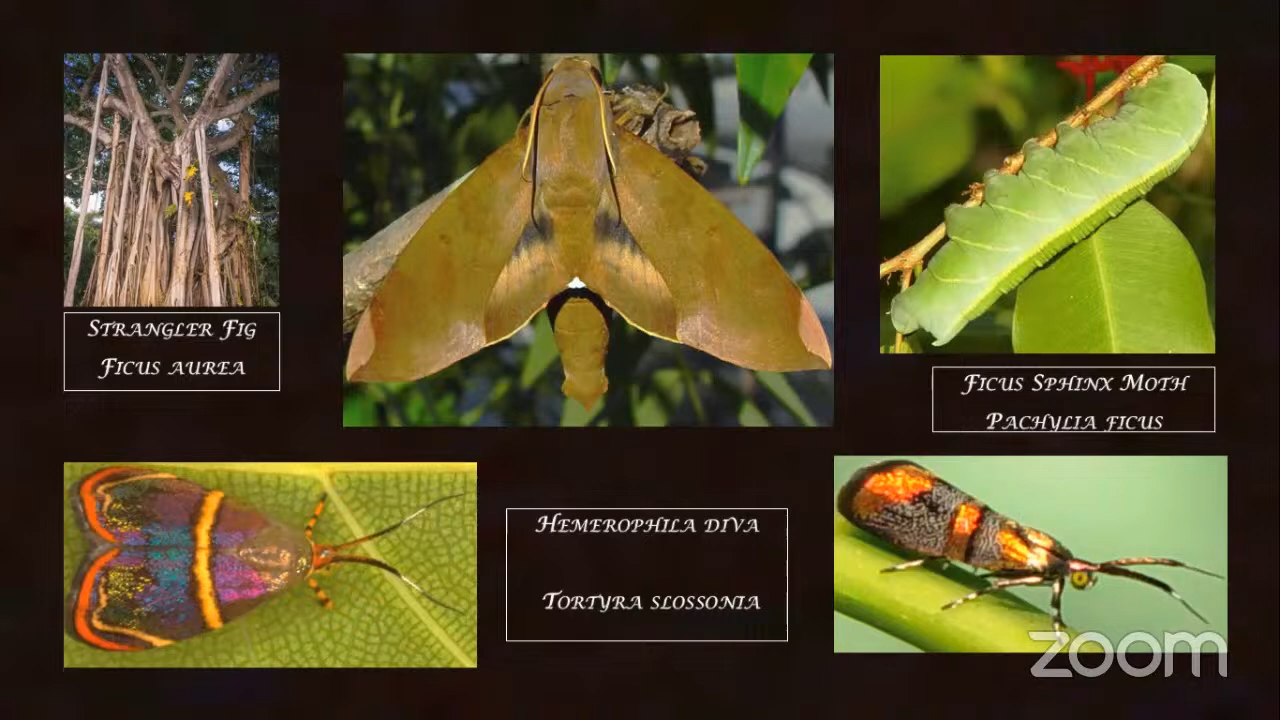 Strangler Fig
Ficus aurea
Ficus Sphinx Moth
Pachylia ficus
Hemerophila diva
Tortyra slossonia
zoom